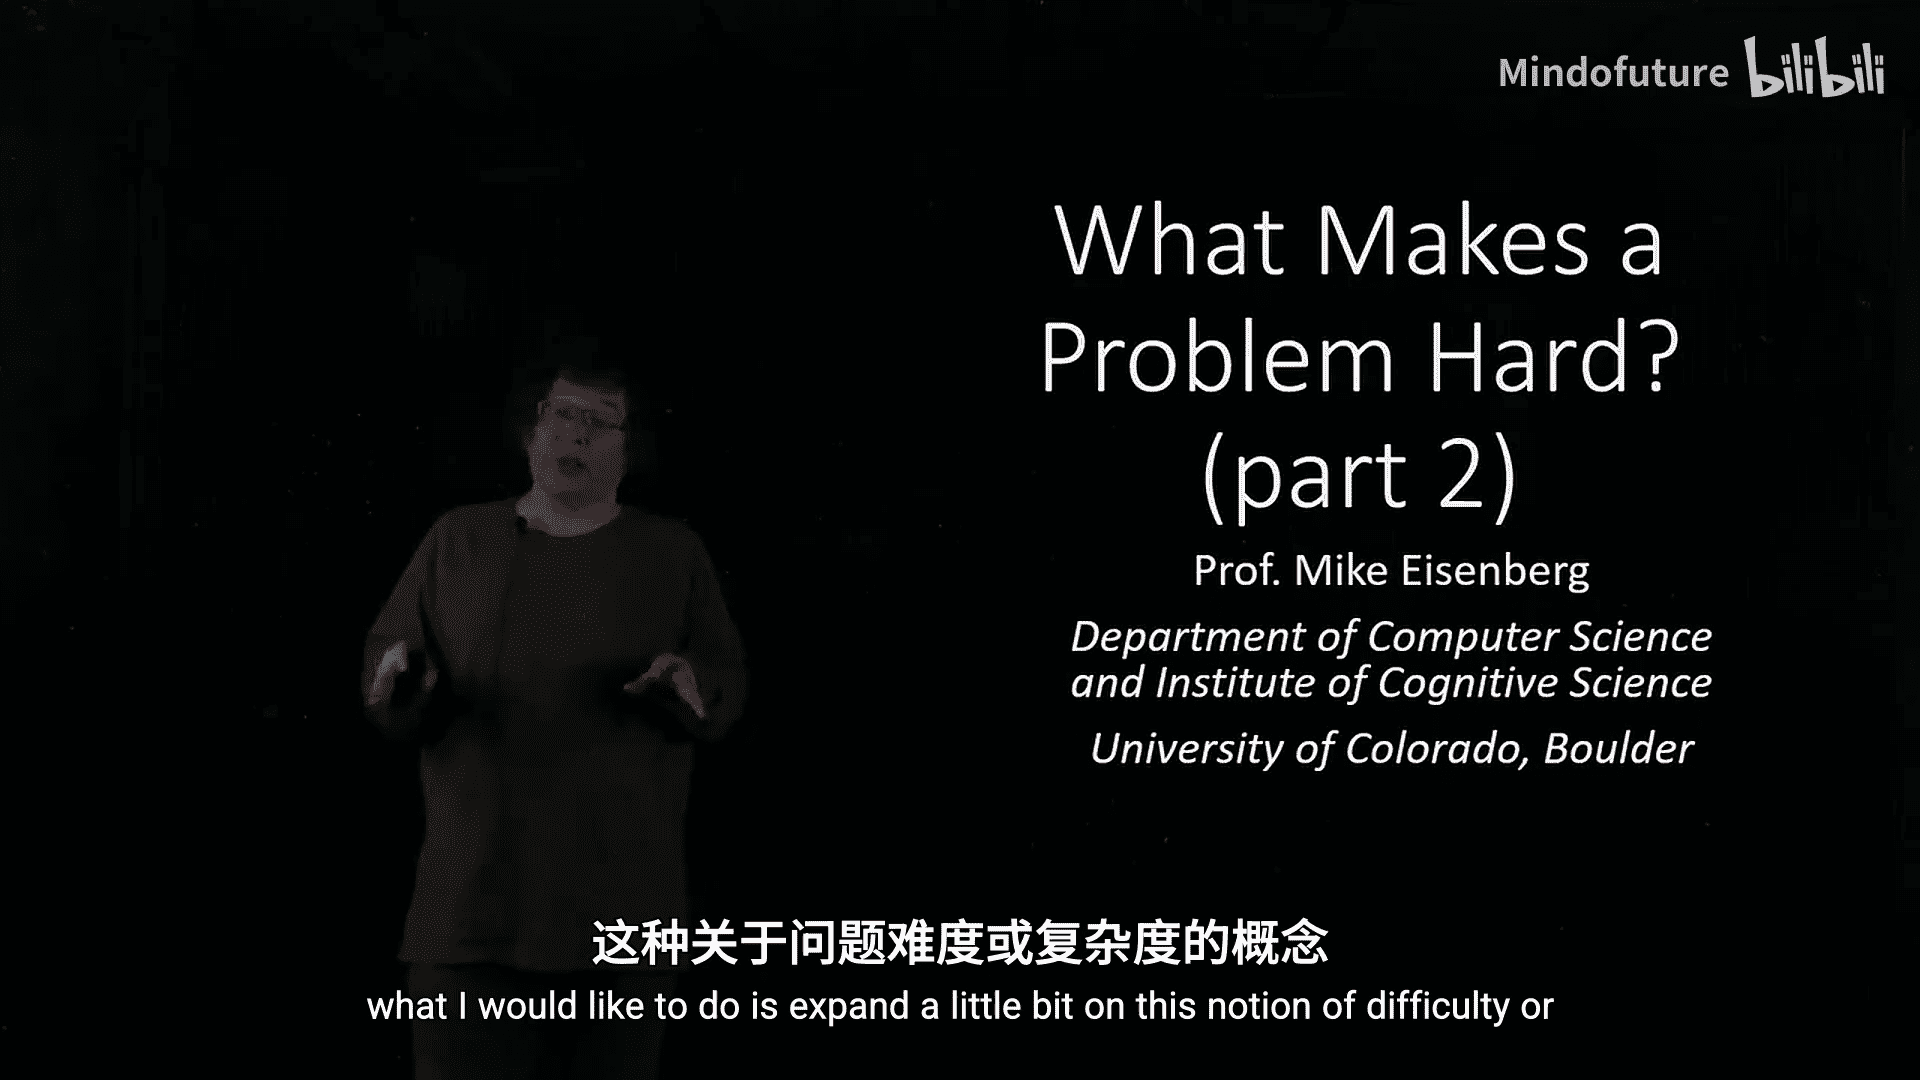 Mindofuture bilibili
What Makes a
Problem Hard?
(part 2)
Prof. Mike Eisenberg
Department of Computer Science
and Institute of Cognitive Science
University of Colorado, Boulder
这种关于问题难度或复杂度的概念
what I would like to do is expand a little bit on this notion of difficulty or